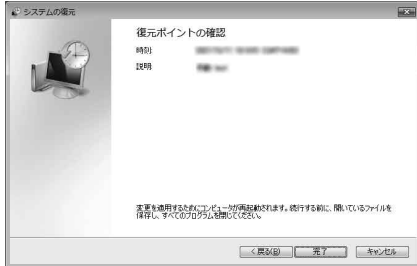 システムの復元
復元ポイントの確認
時刻:
説明:
変更を適用するためにコンピュータが再起動されます。続行する前に、開いているファイルを
保存し、すべてのプログラムを閉じてください。
< 戻る(B)
完了
キャンセル